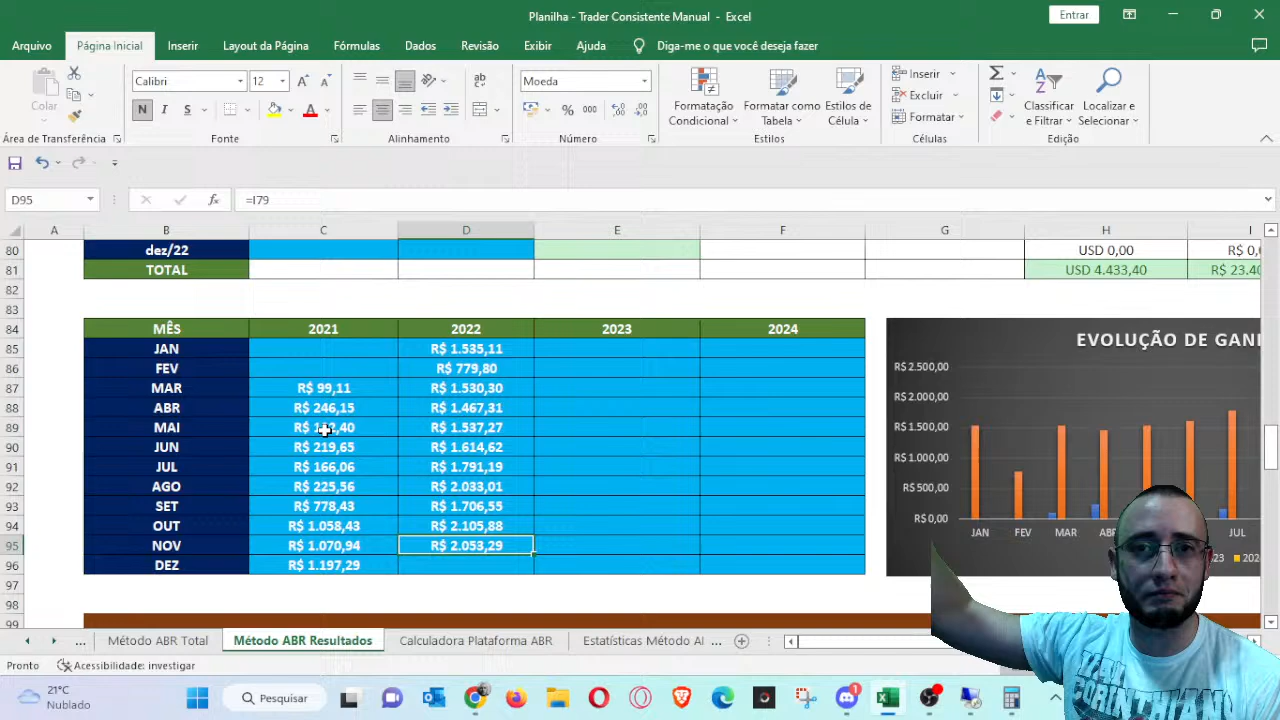 Planilha - Trader Consistente Manual - Excel
Entrar
Arquivo Página Inicial Inserir Layout da Página Fórmulas Dados Revisão Exibir Ajuda Diga-me o que você deseja fazer
Colar
Calibri 12
N I S
Moeda
% 000
Formatação Condicional
Formatar como Tabela
Estilos de Célula
Inserir
Excluir
Formatar
Classificar e Filtrar
Localizar e Selecionar
Área de Transferência Fonte Alinhamento Número Estilos Células Edição
D95 fx =I79
A B C D E F G H I
80 dez/22 USD 0,00
81 TOTAL USD 4.433,40
82
83
84 MÊS 2021 2022 2023 2024
85 JAN R$ 1.535,11
86 FEV R$ 779,80
87 MAR R$ 99,11 R$ 1.530,30
88 ABR R$ 246,15 R$ 1.467,31
89 MAI R$ R$ 1.537,27
90 JUN R$ 219,65 R$ 1.614,62
91 JUL R$ 166,06 R$ 1.791,19
92 AGO R$ 225,56 R$ 2.033,01
93 SET R$ 778,43 R$ 1.706,55
94 OUT R$ 1.058,43 R$ 2.105,88
95 NOV R$ 1.070,94 R$ 2.053,29
96 DEZ R$ 1.197,29
97
98
99
EVOLUÇÃO DE
R$ 2.500,00
R$ 2.000,00
R$ 1.500,00
R$ 1.000,00
R$ 500,00
R$ 0,00
JAN FEV MAR JUL
... Método ABR Total Método ABR Resultados Calculadora Plataforma ABR Estatísticas Método ...
Pronto Acessibilidade: investigar
21°C
Nublado
Pesquisar
1